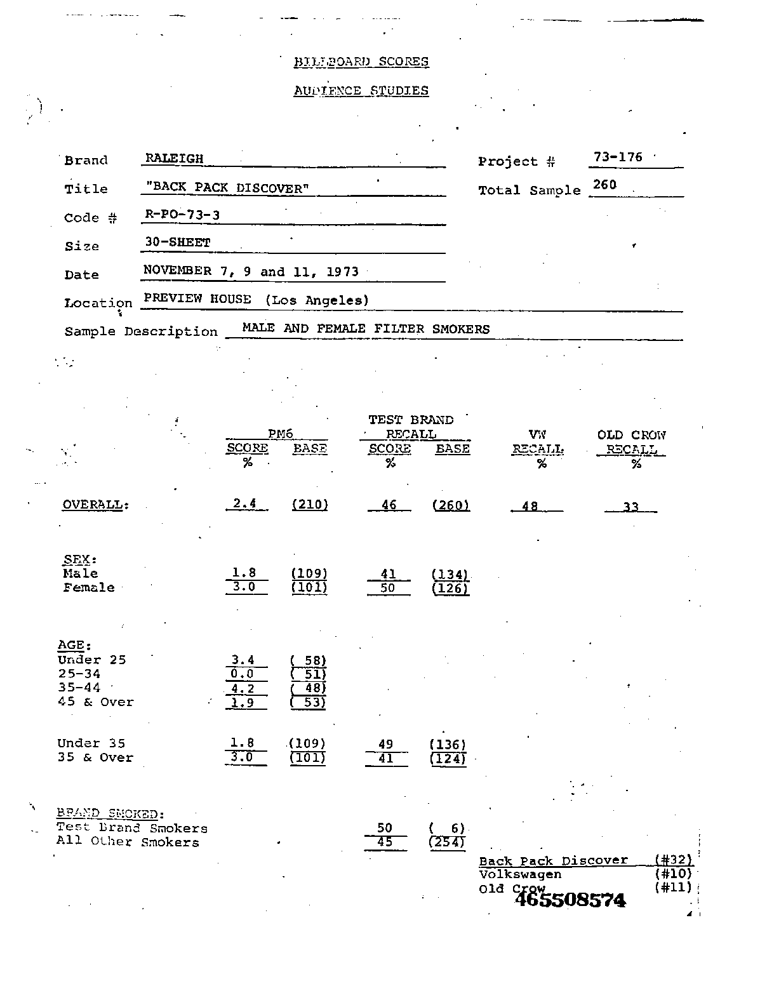 BILLBOARD SCORES
AUDIENCE STUDIES
Brand RALEIGH Project # 73-176
Title "BACK PACK DISCOVER" Total Sample 260
Code # R-PO-73-3
Size 30-SHEET
Date NOVEMBER 7, 9 and 11, 1973
Location PREVIEW HOUSE (Los Angeles)
Sample Description MALE AND FEMALE FILTER SMOKERS
TEST BRAND
PM6 RECALL VW OLD CROW
SCORE BASE SCORE BASE RECALL RECALL
% % % %
OVERALL: 2.4 (210) 46 (260) 48 33
SEX:
Male 1.8 (109) 41 (134)
Female 3.0 (101) 50 (126)
AGE:
Under 25 3.4 ( 58)
25-34 0.0 ( 51)
35-44 4.2 ( 48)
45 & Over 1.9 ( 53)
Under 35 1.8 (109) 49 (136)
35 & Over 3.0 (101) 41 (124)
BRAND SMOKED:
Test Brand Smokers 50 ( 6)
All Other Smokers 45 (254)
Back Pack Discover (#32)
Volkswagen (#10)
Old Crow (#11)
465508574